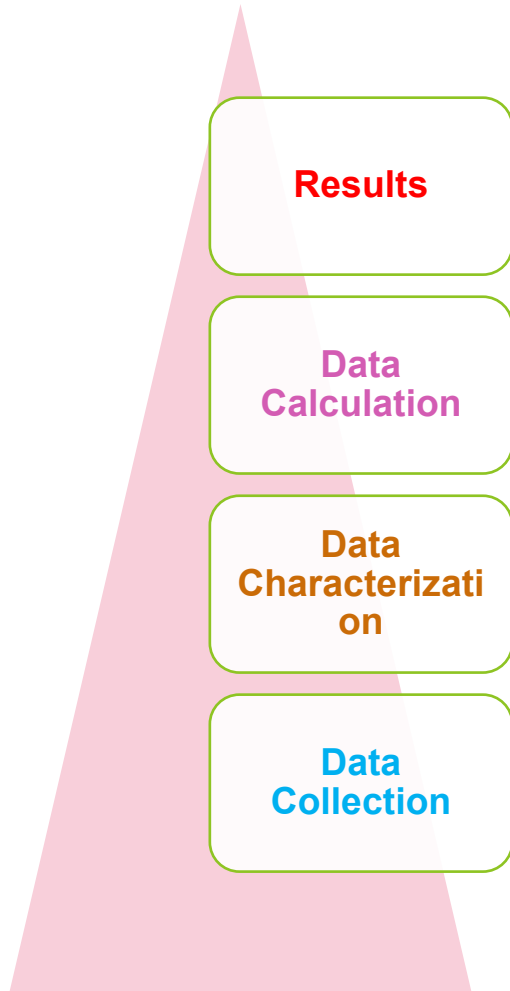 Results
Data
Calculation
Data
Characterizati
on
Data
Collection